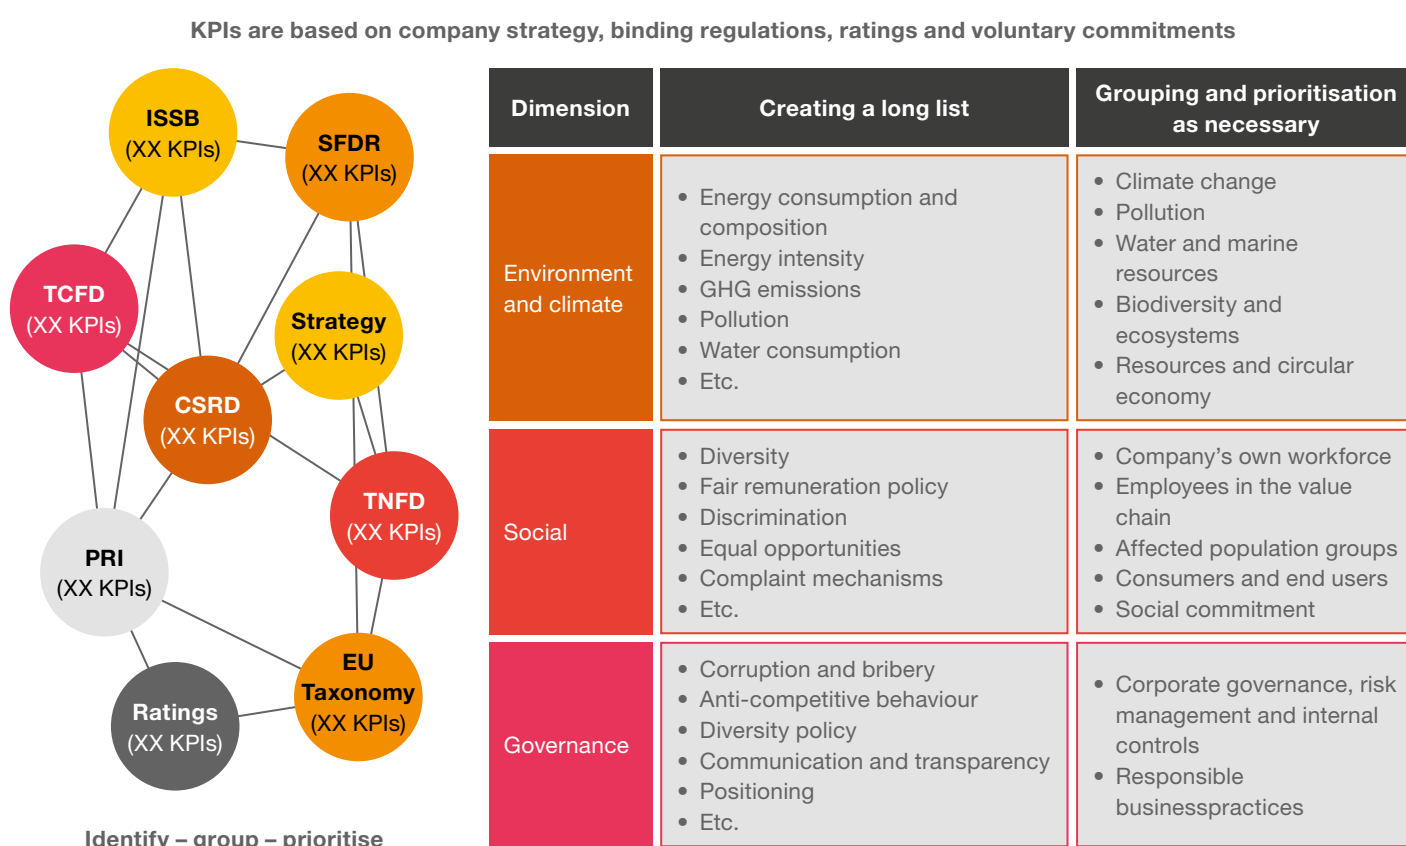 KPIs are based on company strategy, binding regulations, ratings and voluntary commitments
ISSB
(XX KPIs)
SFDR
(XX KPIs)
TCFD
(XX KPIs)
Strategy
(XX KPIs)
CSRD
(XX KPIs)
TNFD
(XX KPIs)
PRI
(XX KPIs)
EU
Taxonomy
(XX KPIs)
Ratings
(XX KPIs)
Identify – group – prioritise
Dimension
Creating a long list
Grouping and prioritisation
as necessary
Environment
and climate
• Energy consumption and
composition
• Energy intensity
• GHG emissions
• Pollution
• Water consumption
• Etc.
• Climate change
• Pollution
• Water and marine
resources
• Biodiversity and
ecosystems
• Resources and circular
economy
Social
• Diversity
• Fair remuneration policy
• Discrimination
• Equal opportunities
• Complaint mechanisms
• Etc.
• Company’s own workforce
• Employees in the value
chain
• Affected population groups
• Consumers and end users
• Social commitment
Governance
• Corruption and bribery
• Anti-competitive behaviour
• Diversity policy
• Communication and transparency
• Positioning
• Etc.
• Corporate governance, risk
management and internal
controls
• Responsible
businesspractices